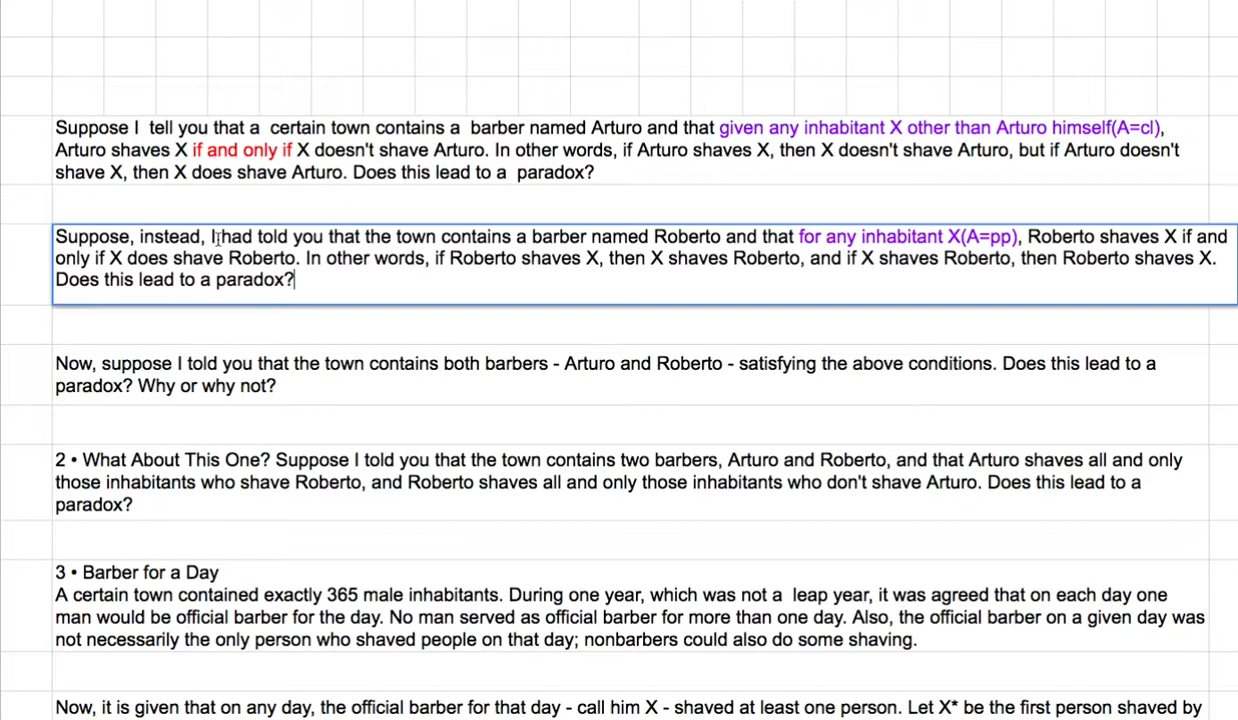 Suppose I tell you that a certain town contains a barber named Arturo and that given any inhabitant X other than Arturo himself(A=cl),
Arturo shaves X if and only if X doesn't shave Arturo. In other words, if Arturo shaves X, then X doesn't shave Arturo, but if Arturo doesn't
shave X, then X does shave Arturo. Does this lead to a paradox?
Suppose, instead, I had told you that the town contains a barber named Roberto and that for any inhabitant X(A=pp), Roberto shaves X if and
only if X does shave Roberto. In other words, if Roberto shaves X, then X shaves Roberto, and if X shaves Roberto, then Roberto shaves X.
Does this lead to a paradox?
Now, suppose I told you that the town contains both barbers - Arturo and Roberto - satisfying the above conditions. Does this lead to a
paradox? Why or why not?
2 • What About This One? Suppose I told you that the town contains two barbers, Arturo and Roberto, and that Arturo shaves all and only
those inhabitants who shave Roberto, and Roberto shaves all and only those inhabitants who don't shave Arturo. Does this lead to a
paradox?
3 • Barber for a Day
A certain town contained exactly 365 male inhabitants. During one year, which was not a leap year, it was agreed that on each day one
man would be official barber for the day. No man served as official barber for more than one day. Also, the official barber on a given day was
not necessarily the only person who shaved people on that day; nonbarbers could also do some shaving.
Now, it is given that on any day, the official barber for that day - call him X - shaved at least one person. Let X* be the first person shaved by